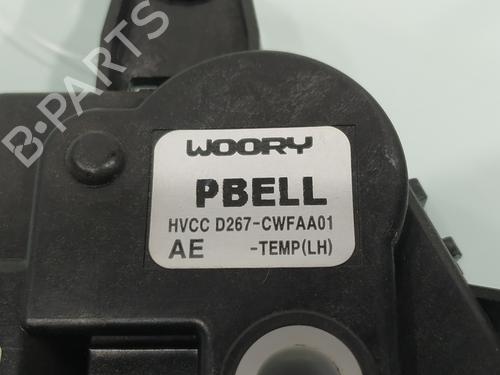 B-PARTS
WOORY
PBELL
HVCC D267-CWFAA01
AE -TEMP(LH)